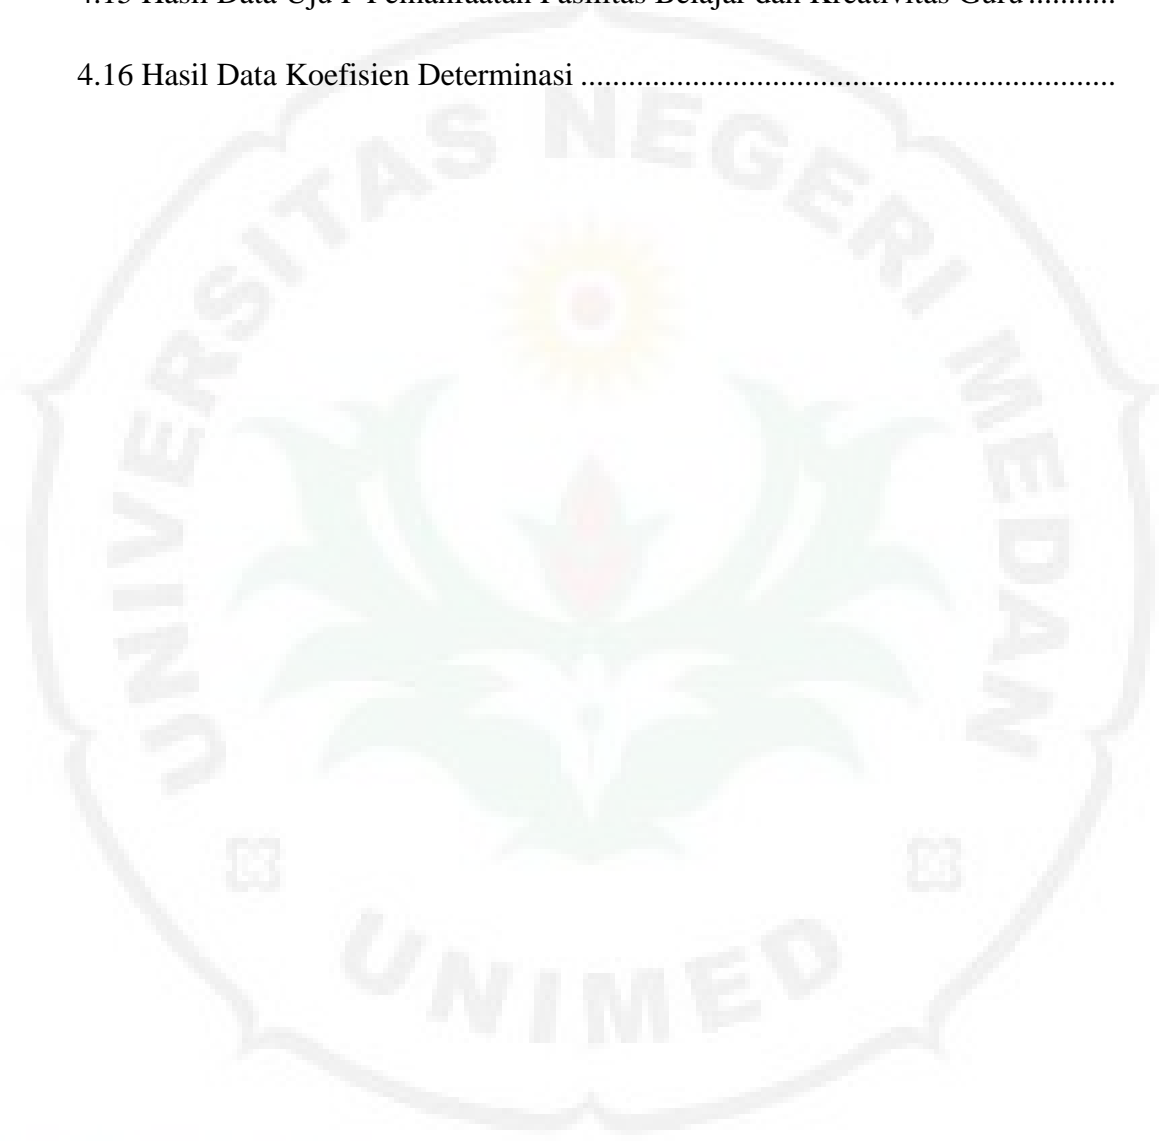 4.15 Hasil Data Uju F Pemanfaatan Fasilitas Belajar dan Kreativitas Guru...........
4.16 Hasil Data Koefisien Determinasi ...................................................................
UNIVERSITAS NEGERI MEDAN
UNIMED